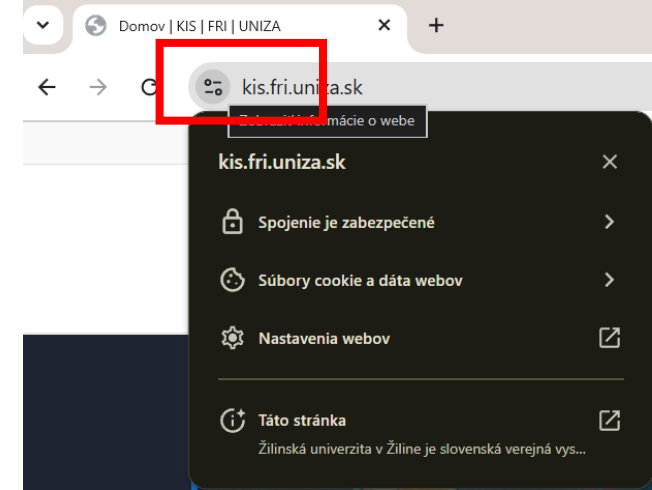 Domov | KIS | FRI | UNIZA
kis.fri.uniza.sk
Zobraziť informácie o webe
kis.fri.uniza.sk
Spojenie je zabezpečené
Súbory cookie a dáta webov
Nastavenia webov
Táto stránka
Žilinská univerzita v Žiline je slovenská verejná vys...